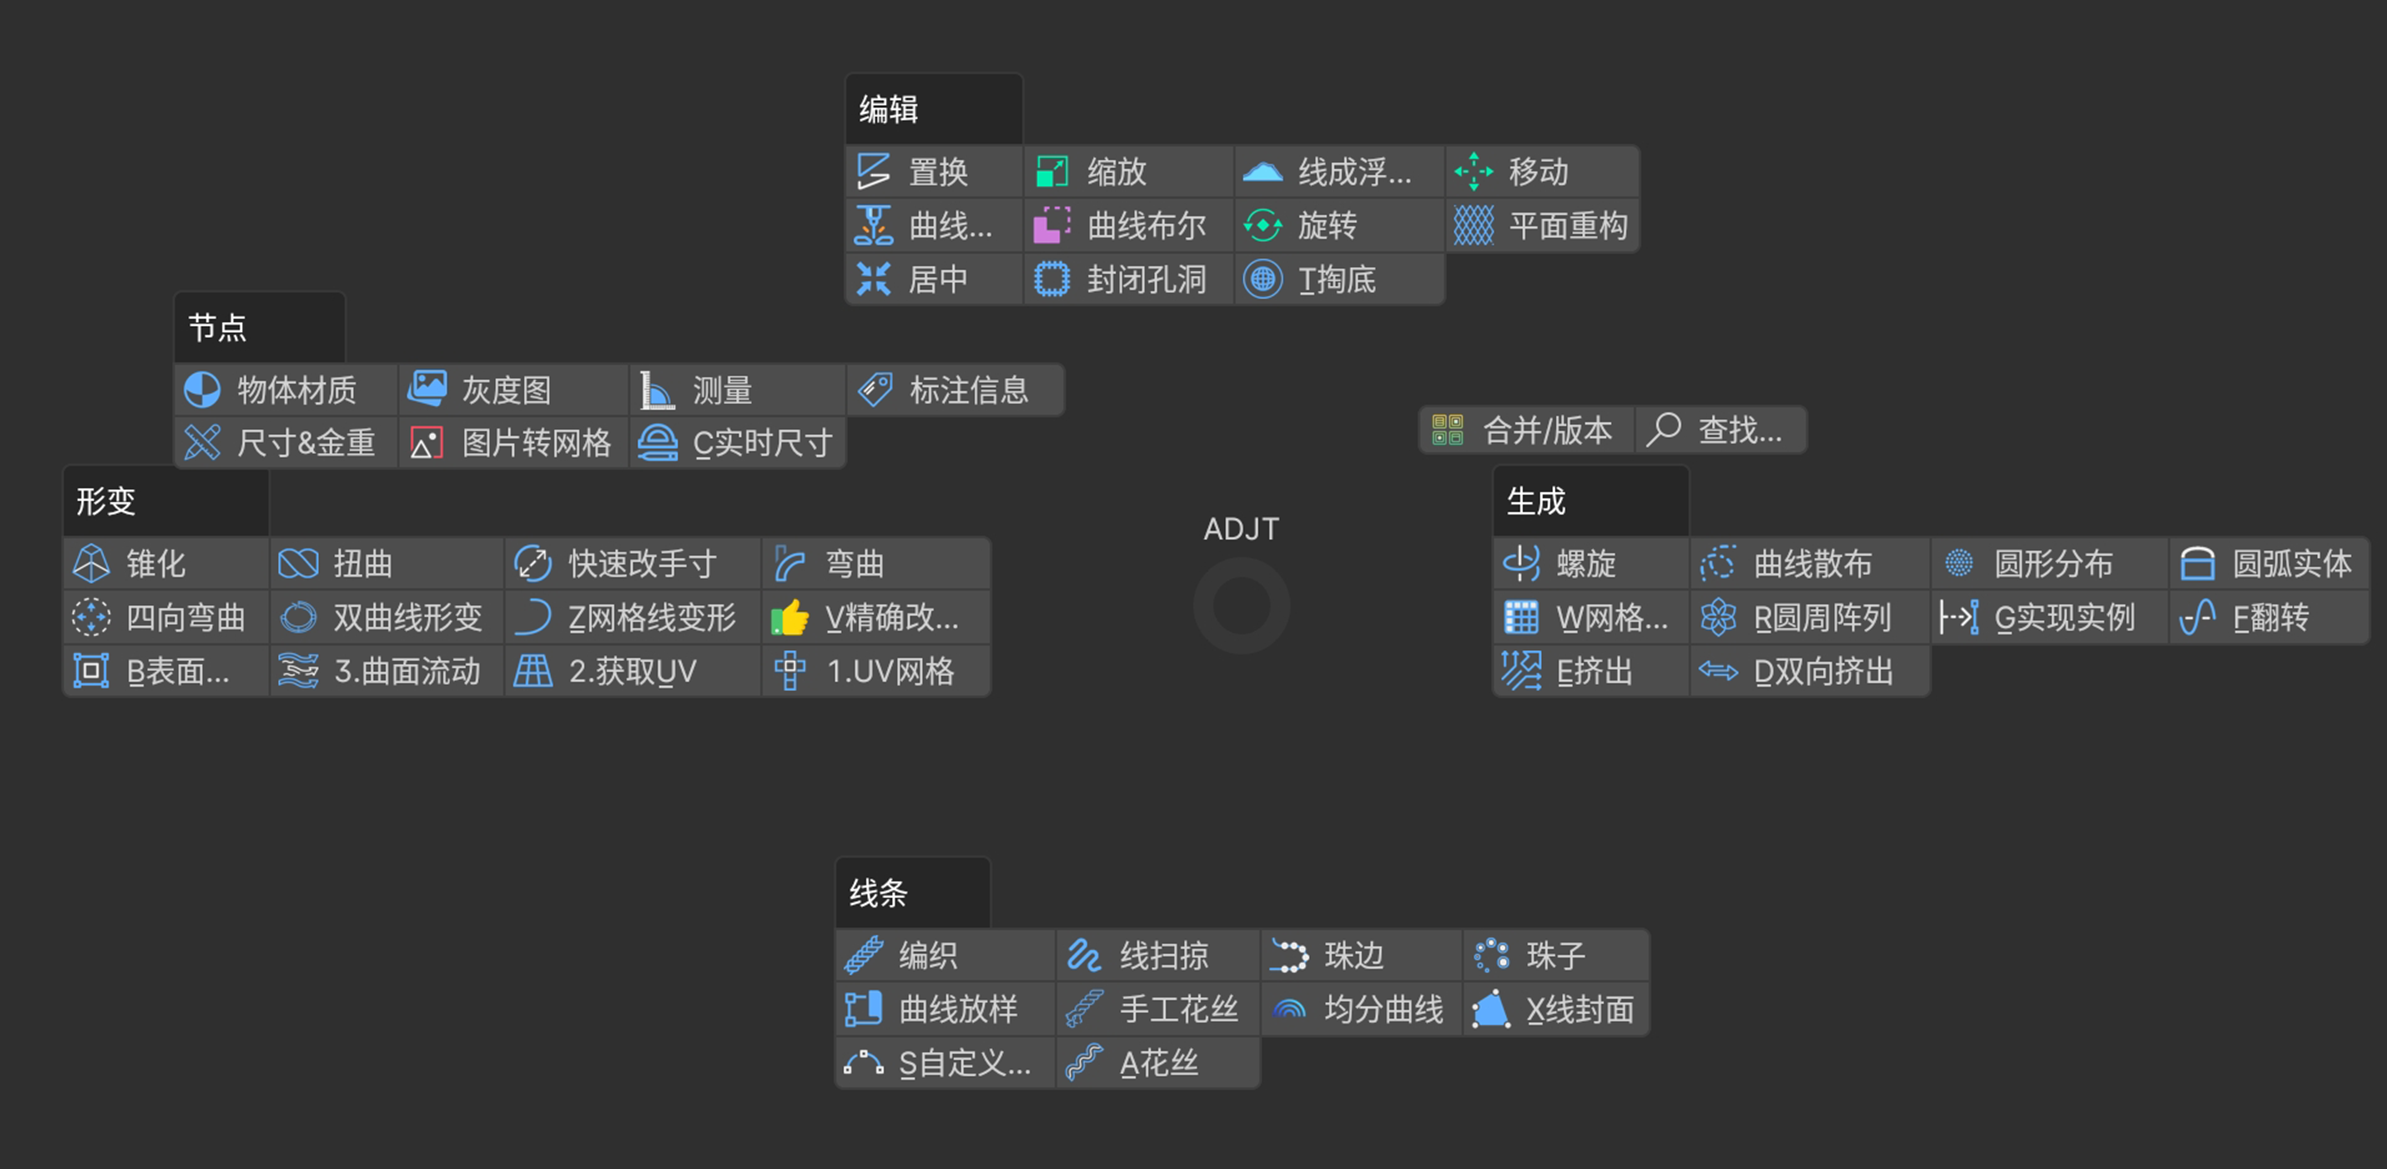 编辑
置换 缩放 线成浮... 移动
曲线... 曲线布尔 旋转 平面重构
居中 封闭孔洞 T掏底
节点
物体材质 灰度图 测量 标注信息
尺寸&金重 图片转网格 C实时尺寸
合并/版本 查找...
形变
锥化 扭曲 快速改手寸 弯曲
四向弯曲 双曲线形变 Z网格线变形 V精确改...
B表面... 3.曲面流动 2.获取UV 1.UV网格
ADJT
生成
螺旋 曲线散布 圆形分布 圆弧实体
W网格... R圆周阵列 G实现实例 F翻转
E挤出 D双向挤出
线条
编织 线扫掠 珠边 珠子
曲线放样 手工花丝 均分曲线 X线封面
S自定义... A花丝